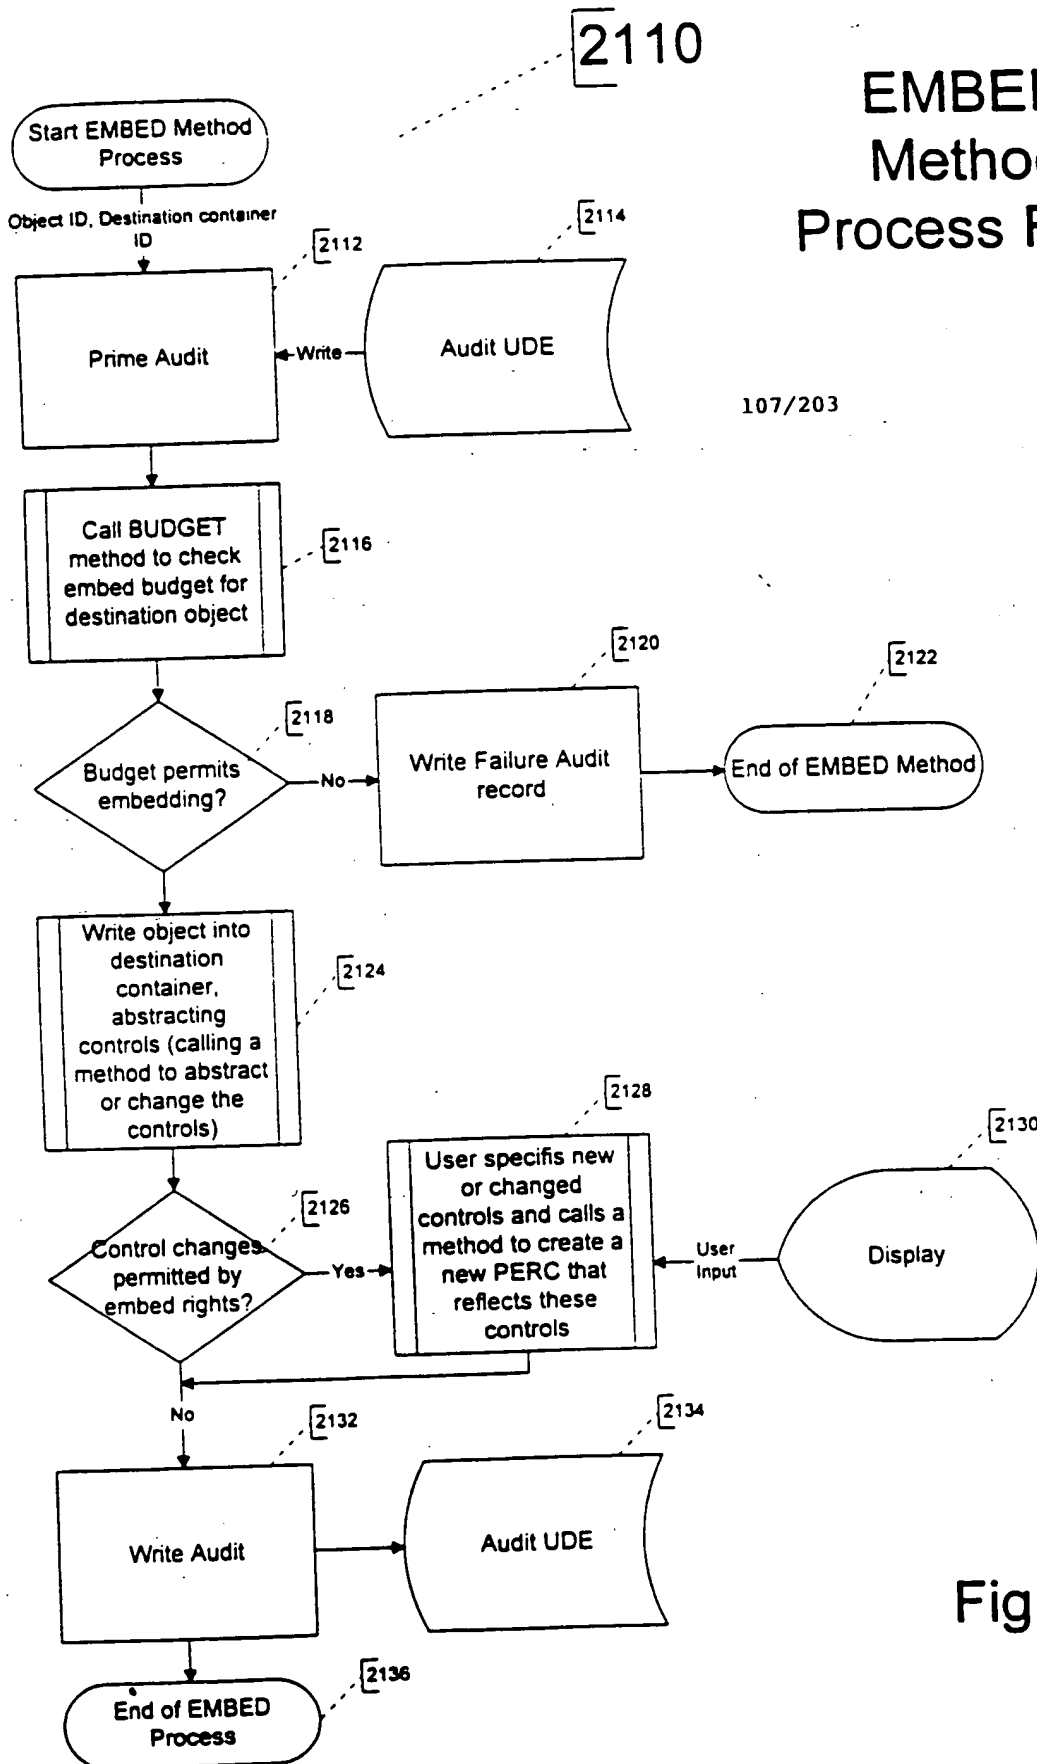 2110
EMBE
Metho
Process
Start EMBED Method
Process
Object ID, Destination container
ID
2112
2114
Prime Audit
Write
Audit UDE
107/203
Call BUDGET
method to check
embed budget for
destination object
2116
2118
2120
2122
Budget permits
embedding?
No
Write Failure Audit
record
End of EMBED Method
Write object into
destination
container,
abstracting
controls (calling a
method to abstract
or change the
controls)
2124
2128
2130
User specifis new
or changed
controls and calls a
method to create a
new PERC that
reflects these
controls
2126
Control changes
permitted by
embed rights?
Yes
User
Input
Display
No
2132
2134
Write Audit
Audit UDE
Fig
2136
End of EMBED
Process